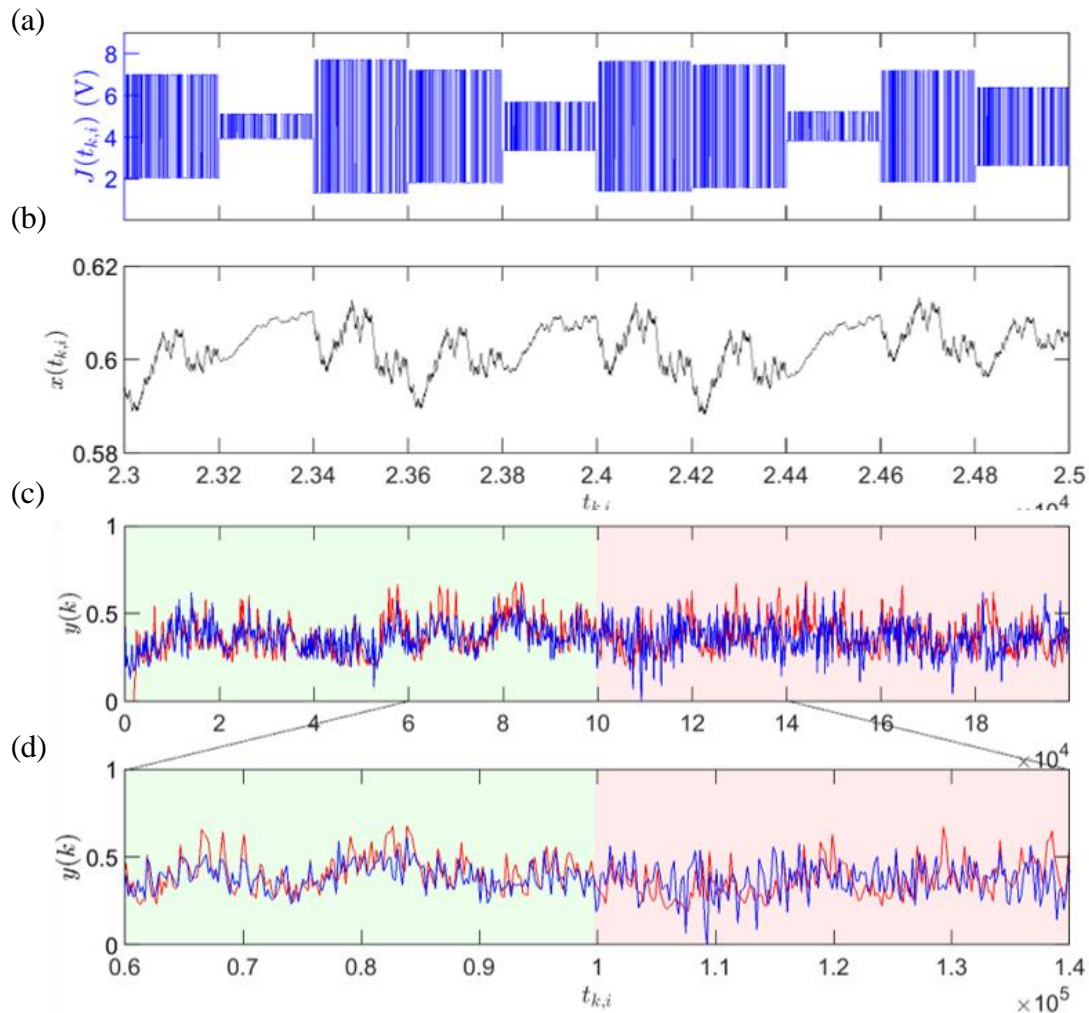 (a)
J(t_{k,i}) (V)
8
6
4
2
(b)
x(t_{k,i})
0.62
0.6
0.58
2.3 2.32 2.34 2.36 2.38 2.4 2.42 2.44 2.46 2.48 2.5
t_{k,i}
(c)
y(k)
1
0.5
0
0 2 4 6 8 10 12 14 16 18
× 10^4
(d)
y(k)
1
0.5
0
0.6 0.7 0.8 0.9 1 1.1 1.2 1.3 1.4
t_{k,i}
× 10^5